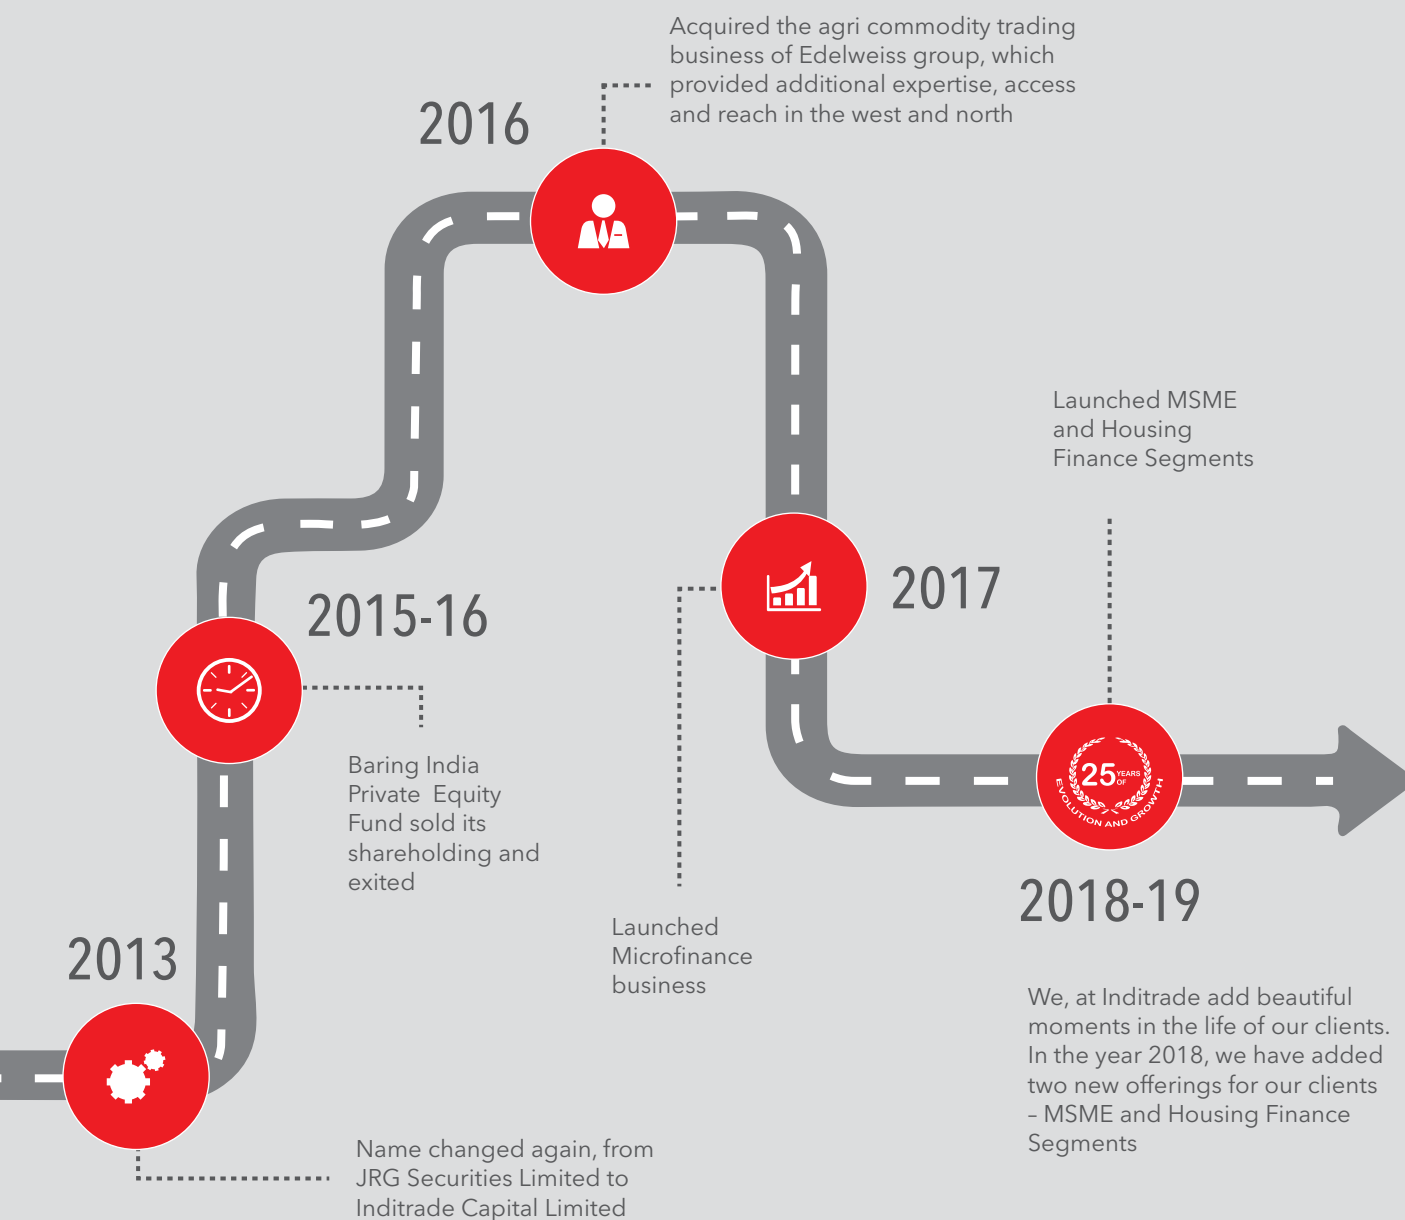 Acquired the agri commodity trading
business of Edelweiss group, which
provided additional expertise, access
and reach in the west and north
2016
Launched MSME
and Housing
Finance Segments
2017
2015-16
Baring India
Private Equity
Fund sold its
shareholding and
exited
25 YEARS
OF
EVOLUTION AND GROWTH
2018-19
Launched
Microfinance
business
2013
We, at Inditrade add beautiful
moments in the life of our clients.
In the year 2018, we have added
two new offerings for our clients
– MSME and Housing Finance
Segments
Name changed again, from
JRG Securities Limited to
Inditrade Capital Limited